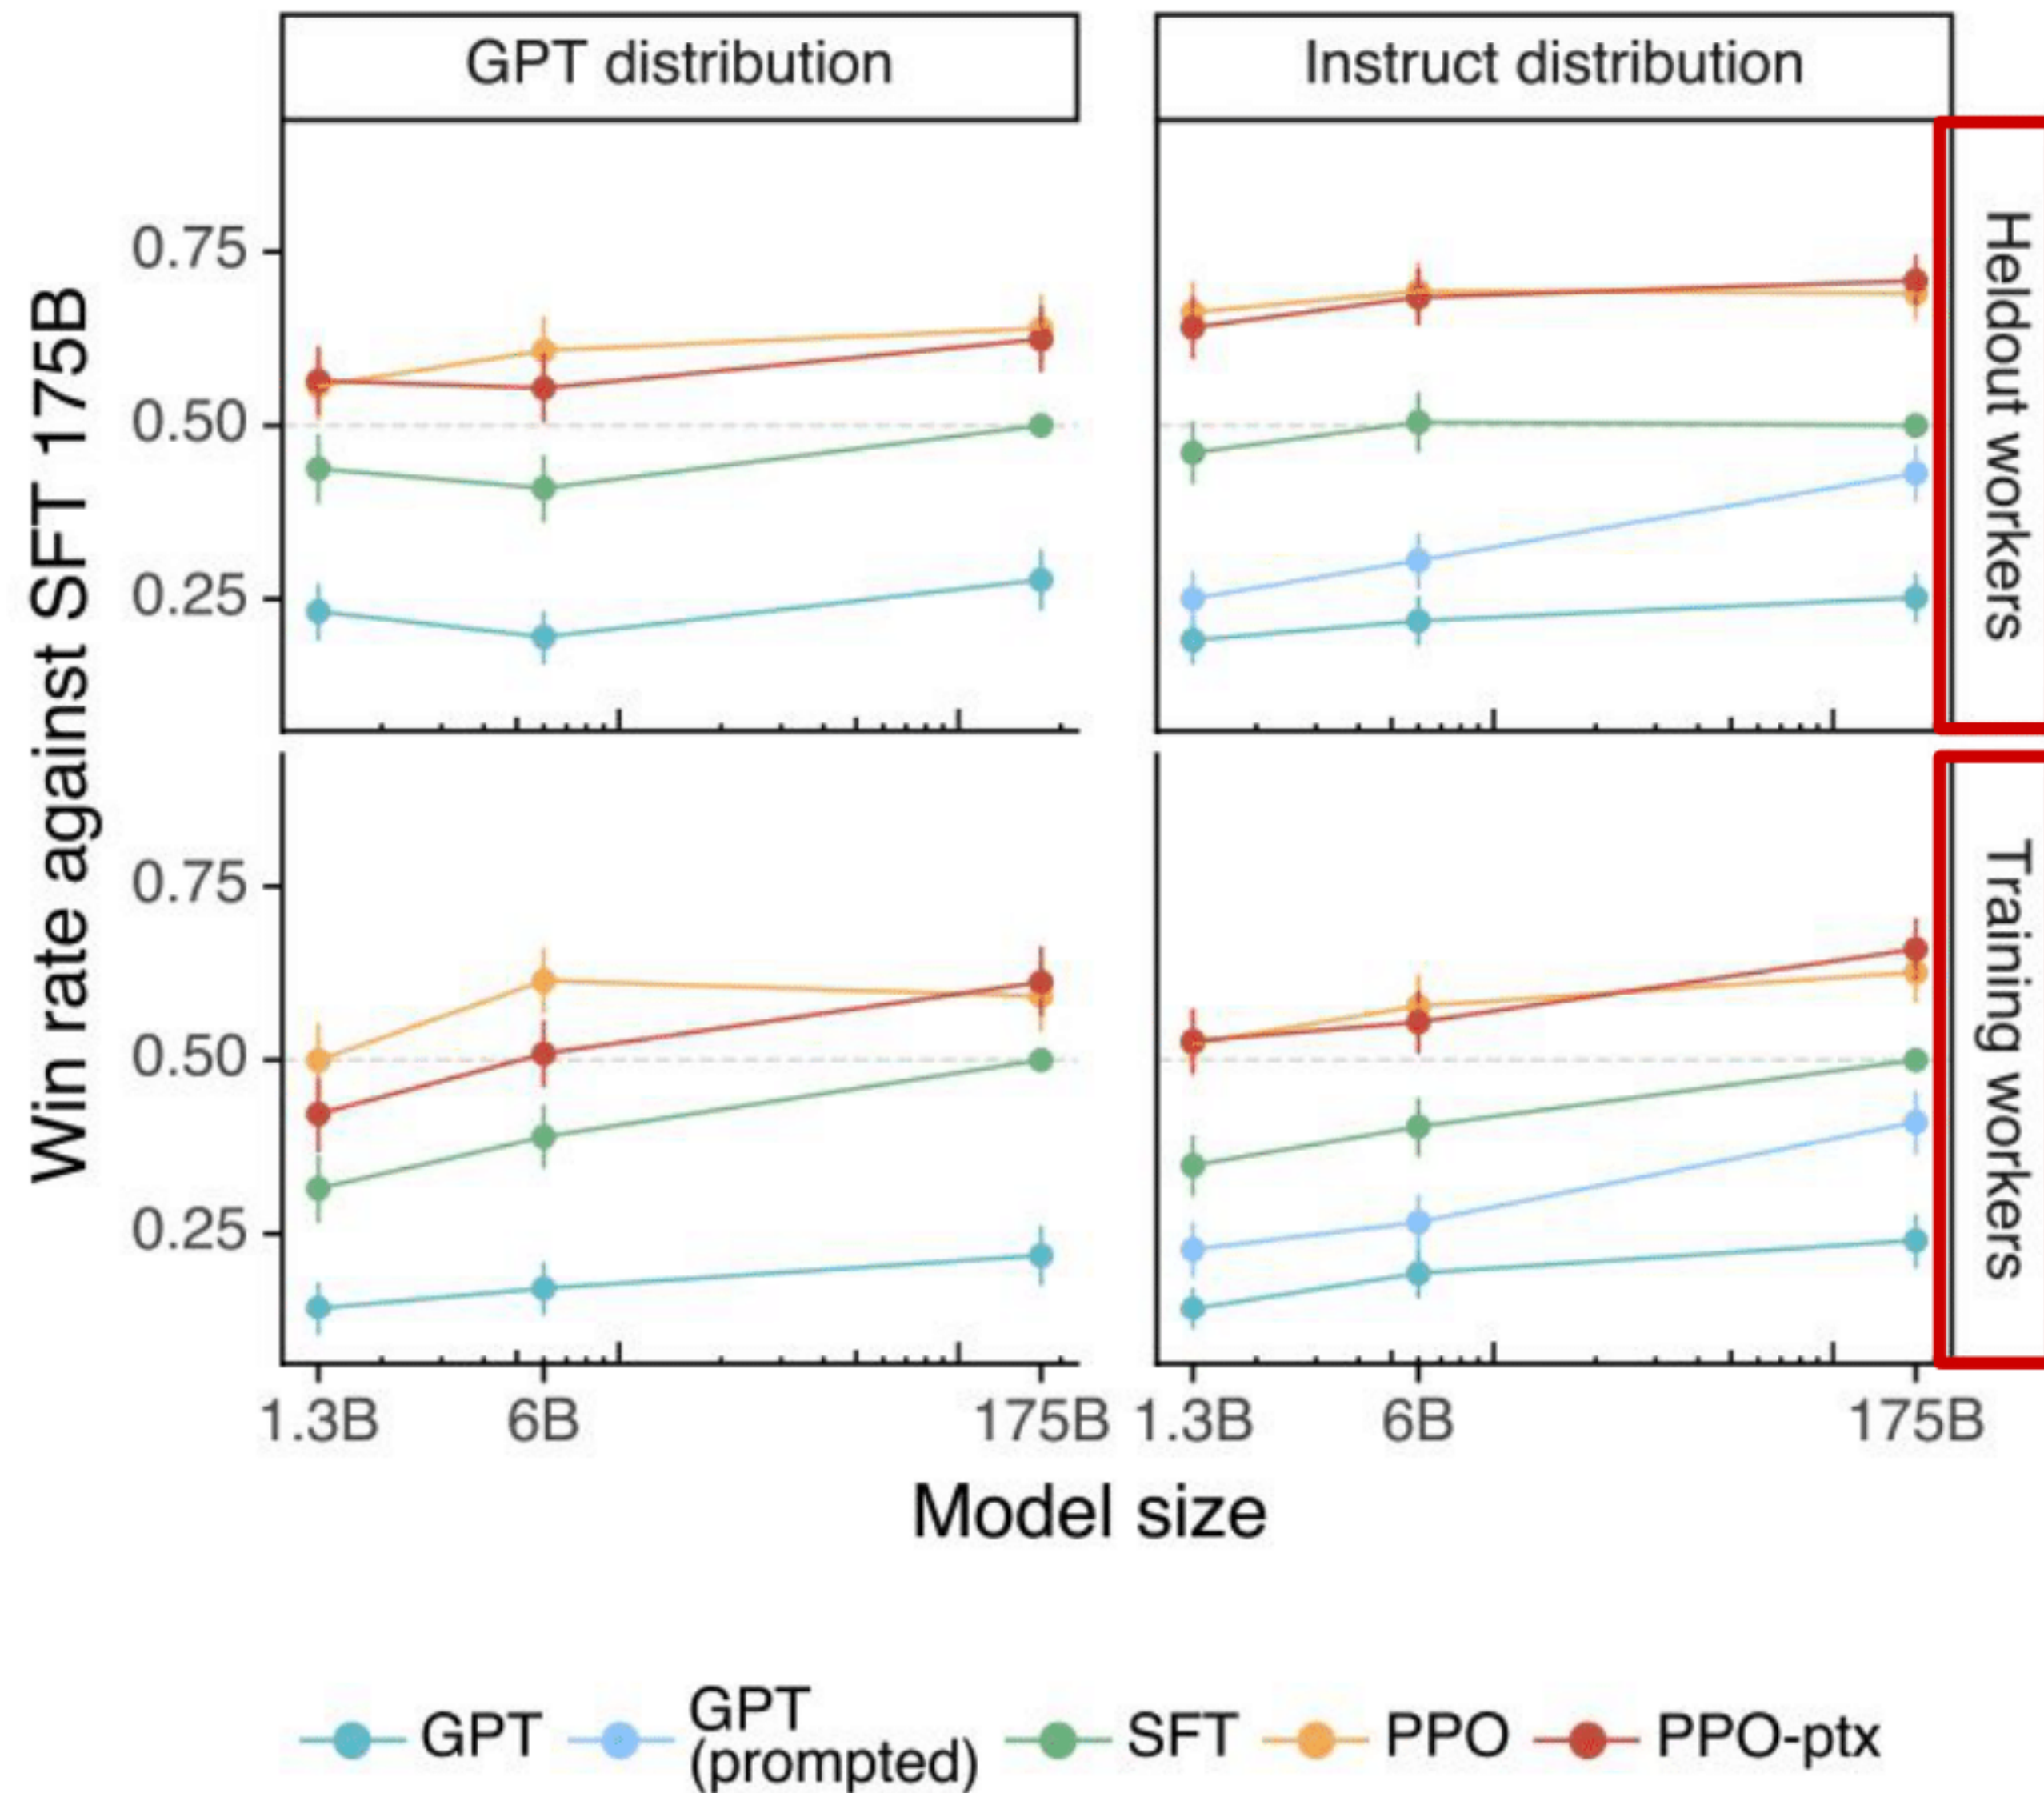 GPT distribution
Instruct distribution
Win rate against SFT 175B
0.75
0.50
0.25
Heldout workers
0.75
0.50
0.25
Training workers
1.3B
6B
175B
1.3B
6B
175B
Model size
GPT
GPT
(prompted)
SFT
PPO
PPO-ptx